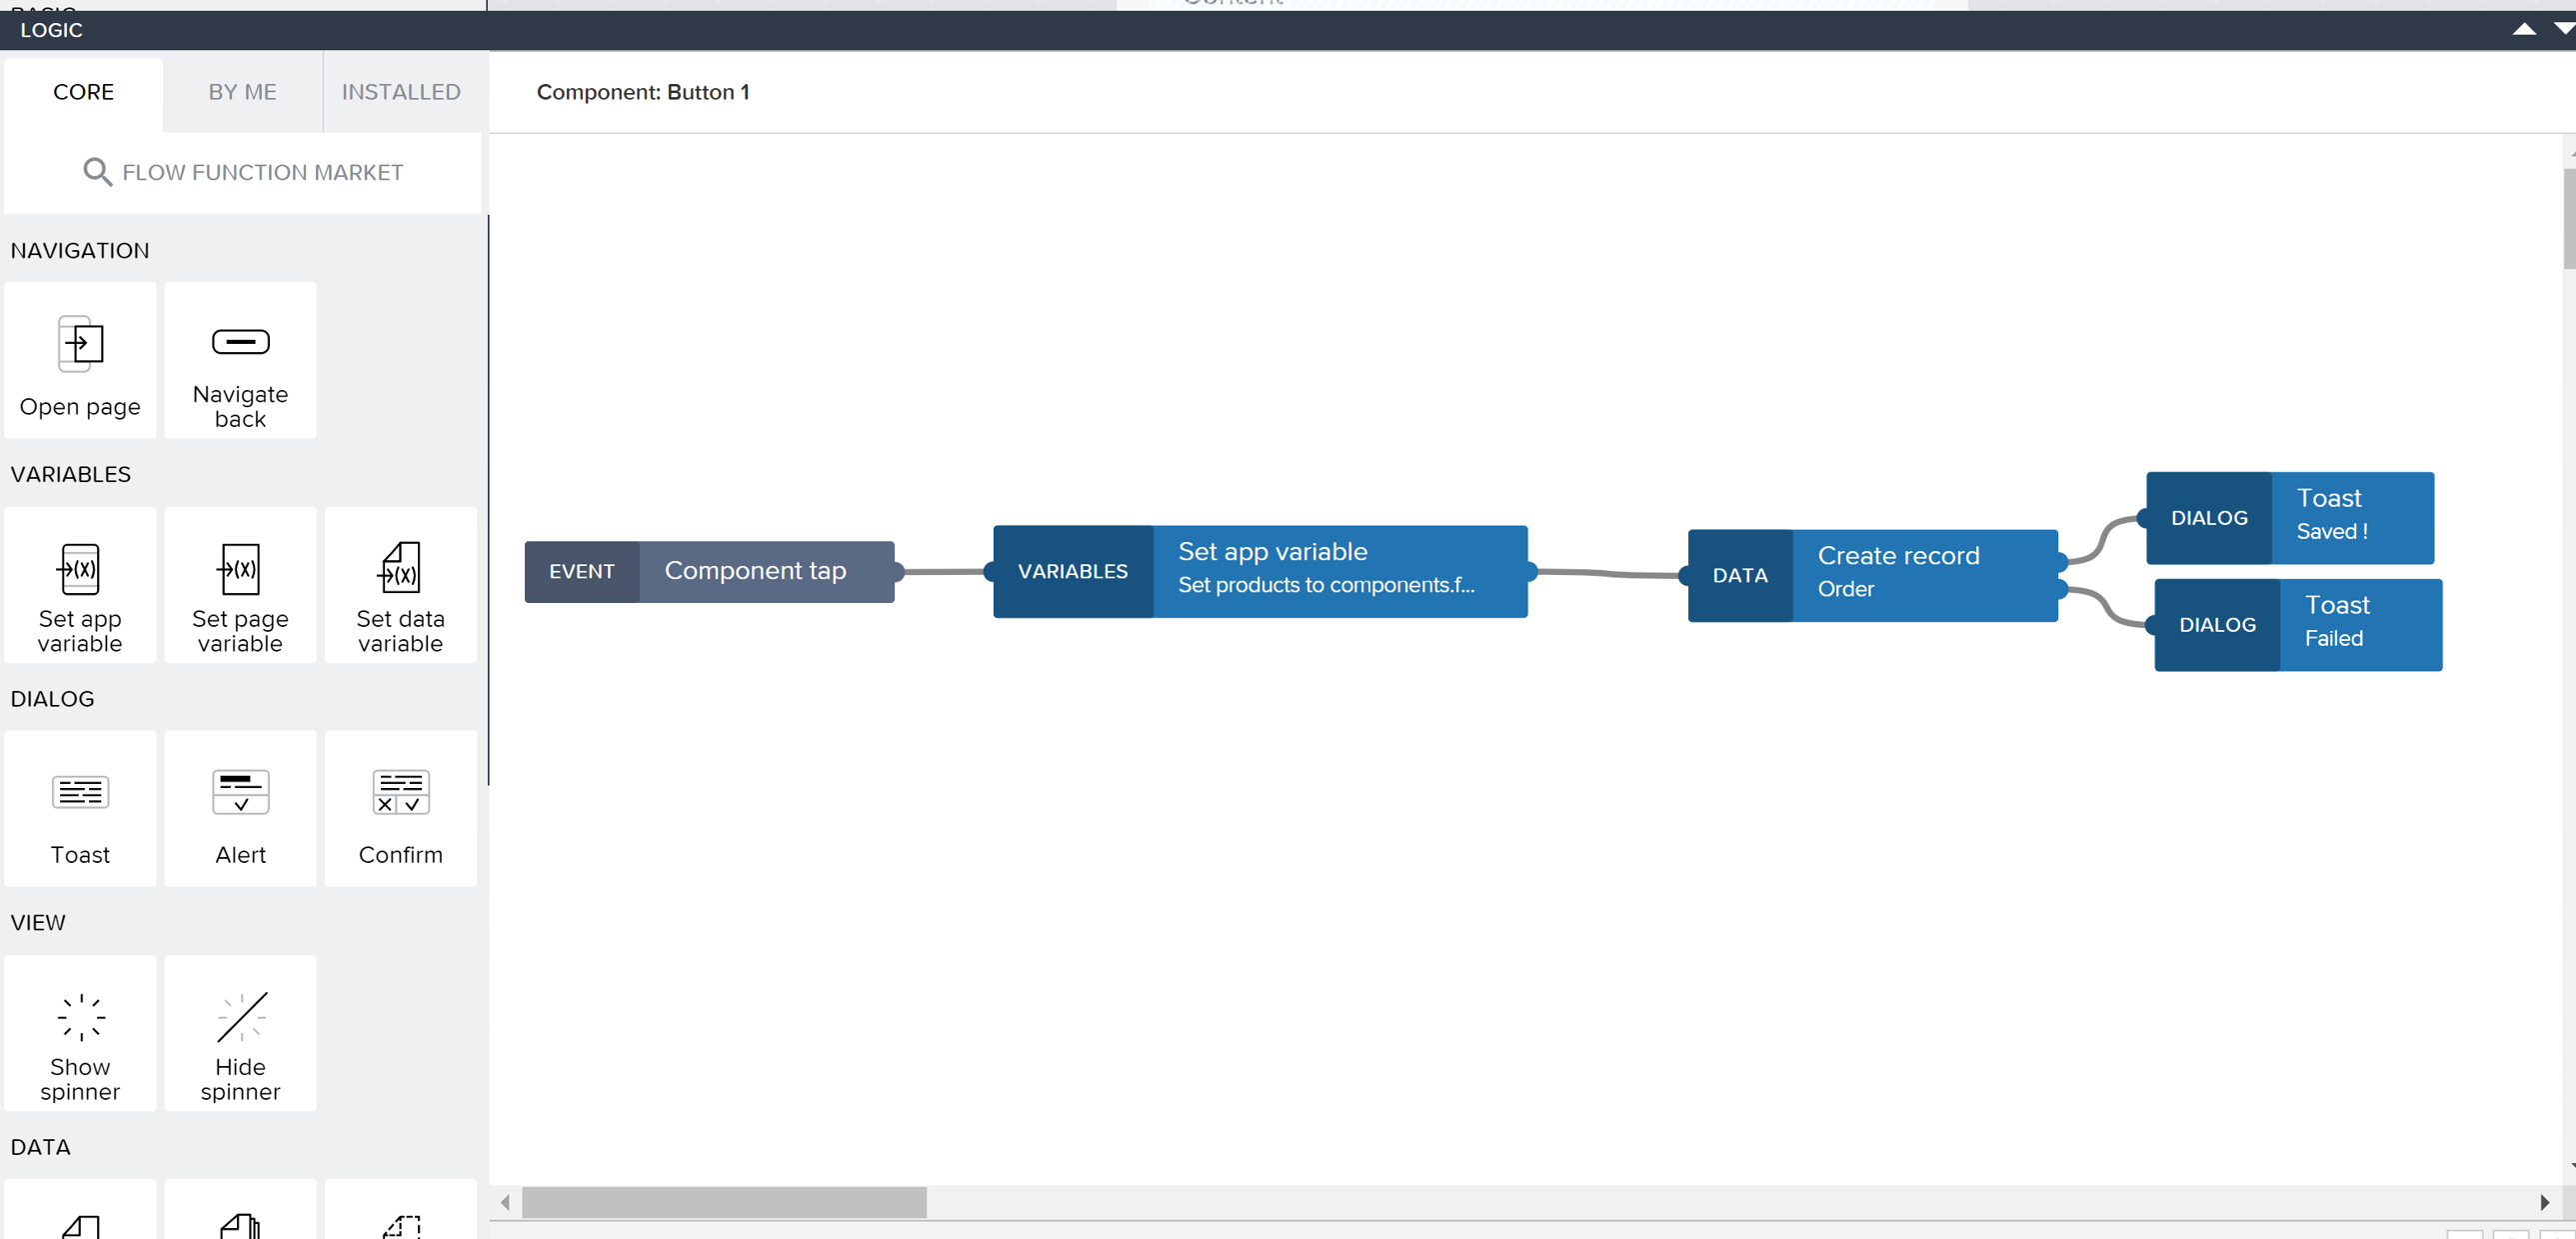 BASIC
Content
LOGIC
CORE
BY ME
INSTALLED
Component: Button 1
FLOW FUNCTION MARKET
NAVIGATION
Open page
Navigate
back
VARIABLES
Set app
variable
Set page
variable
Set data
variable
DIALOG
Toast
Alert
Confirm
VIEW
Show
spinner
Hide
spinner
DATA
EVENT
Component tap
VARIABLES
Set app variable
Set products to components.f...
DATA
Create record
Order
DIALOG
Toast
Saved !
DIALOG
Toast
Failed